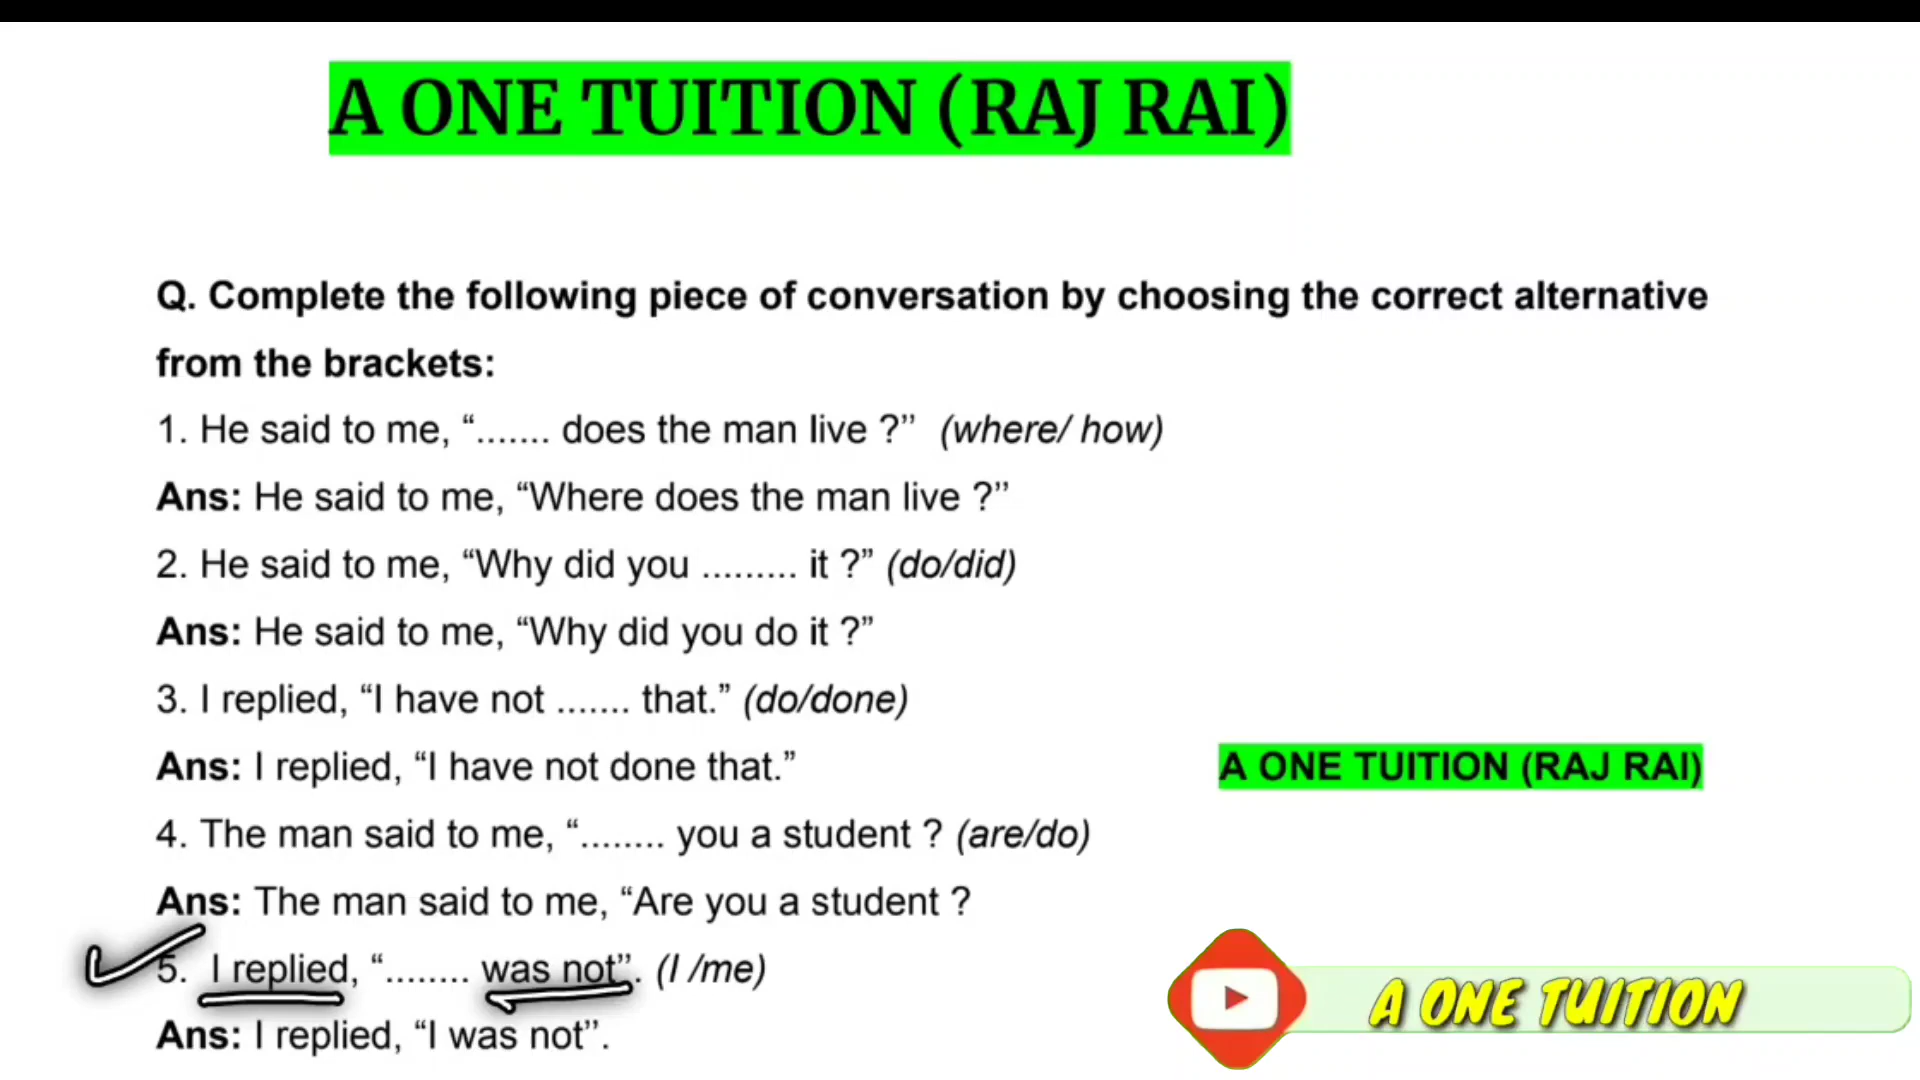 A ONE TUITION (RAJ RAI)
Q. Complete the following piece of conversation by choosing the correct alternative
from the brackets:
1. He said to me, “....... does the man live ?’’ (where/ how)
Ans: He said to me, “Where does the man live ?’’
2. He said to me, “Why did you ......... it ?” (do/did)
Ans: He said to me, “Why did you do it ?”
3. I replied, “I have not ....... that.” (do/done)
Ans: I replied, “I have not done that.”
A ONE TUITION (RAJ RAI)
4. The man said to me, “........ you a student ? (are/do)
Ans: The man said to me, “Are you a student ?
5. I replied, “........ was not”. (I /me)
Ans: I replied, “I was not”.
A ONE TUITION